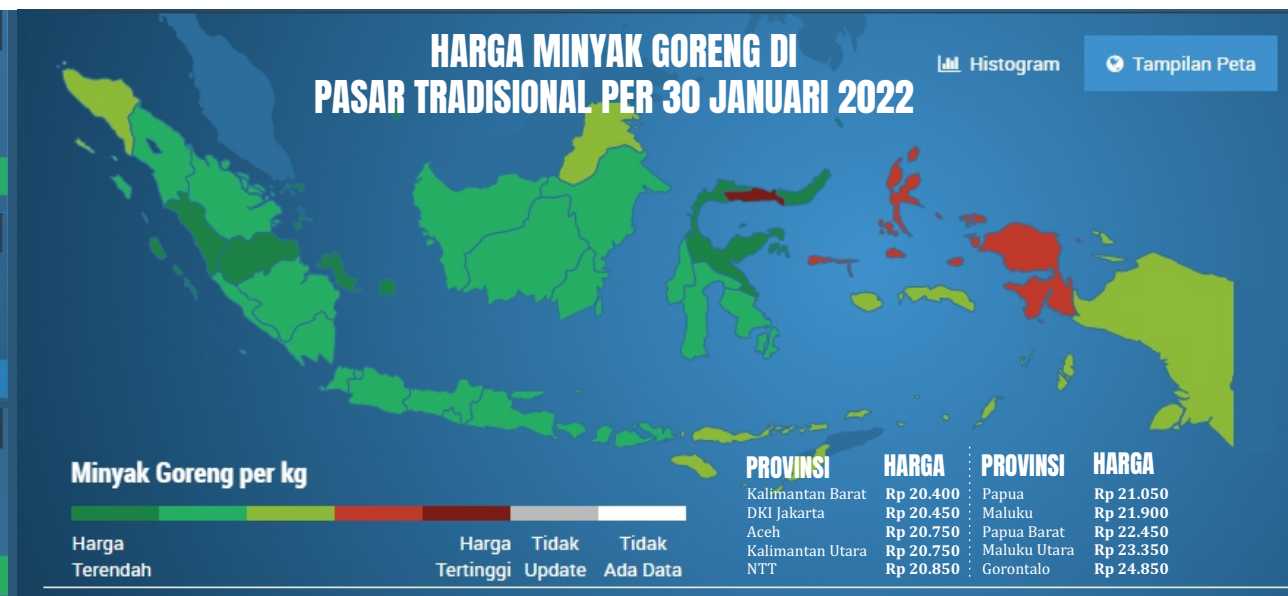 HARGA MINYAK GORENG DI
PASAR TRADISIONAL PER 30 JANUARI 2022
Histogram
Tampilan Peta
Minyak Goreng per kg
Harga Terendah
Harga Tertinggi
Tidak Update
Tidak Ada Data
PROVINSI HARGA
Kalimantan Barat Rp 20.400
DKI Jakarta Rp 20.450
Aceh Rp 20.750
Kalimantan Utara Rp 20.750
NTT Rp 20.850
PROVINSI HARGA
Papua Rp 21.050
Maluku Rp 21.900
Papua Barat Rp 22.450
Maluku Utara Rp 23.350
Gorontalo Rp 24.850